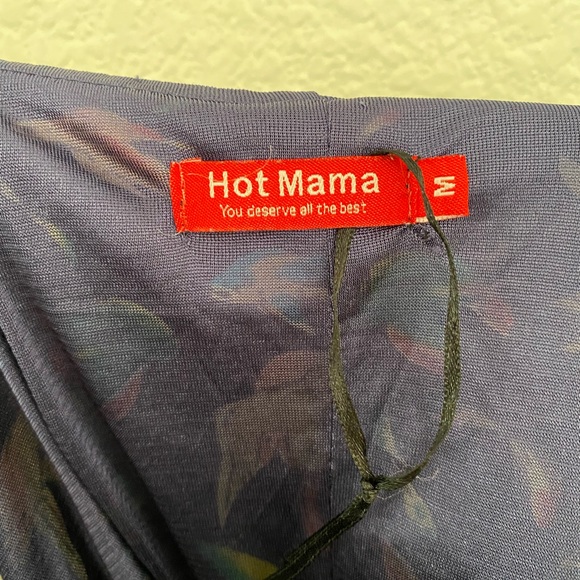 Hot Mama
You deserve all the best
M